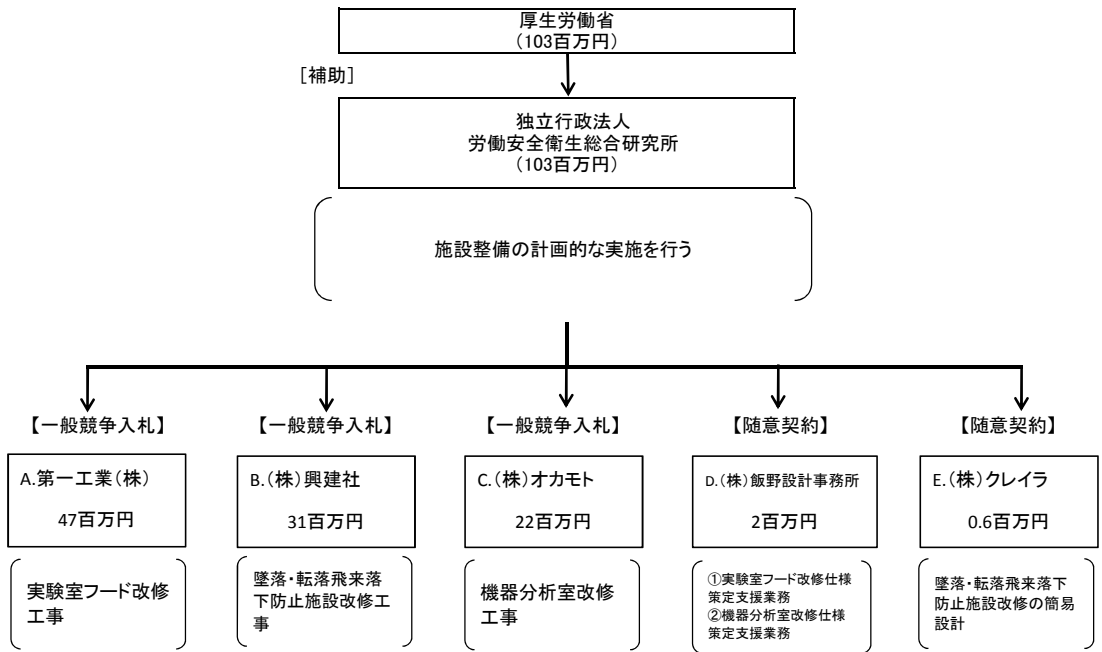 厚生労働省
(103百万円)
[補助]
独立行政法人
労働安全衛生総合研究所
(103百万円)
施設整備の計画的な実施を行う
【一般競争入札】
【一般競争入札】
【一般競争入札】
【随意契約】
【随意契約】
A.第一工業(株)
47百万円
B.(株)興建社
31百万円
C.(株)オカモト
22百万円
D.(株)飯野設計事務所
2百万円
E.(株)クレイラ
0.6百万円
実験室フード改修
工事
墜落・転落飛来落
下防止施設改修工
事
機器分析室改修
工事
①実験室フード改修仕様
策定支援業務
②機器分析室改修仕様
策定支援業務
墜落・転落飛来落下
防止施設改修の簡易
設計